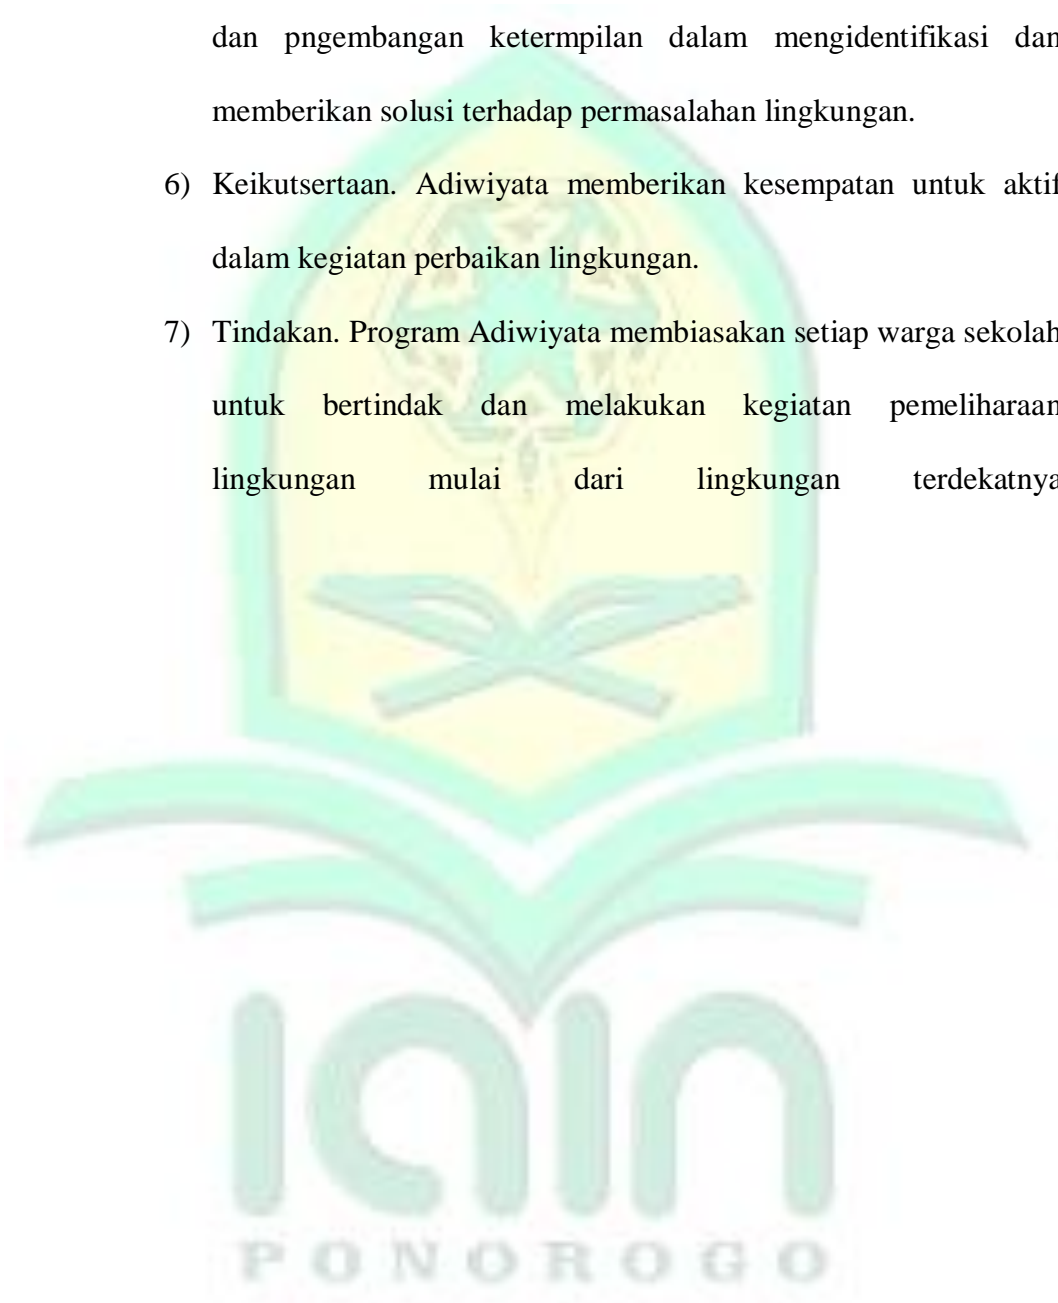 dan pngembangan ketermpilan dalam mengidentifikasi dan
memberikan solusi terhadap permasalahan lingkungan.
6) Keikutsertaan. Adiwiyata memberikan kesempatan untuk aktif
dalam kegiatan perbaikan lingkungan.
7) Tindakan. Program Adiwiyata membiasakan setiap warga sekolah
untuk bertindak dan melakukan kegiatan pemeliharaan
lingkungan mulai dari lingkungan terdekatnya
iain
PONOROGO